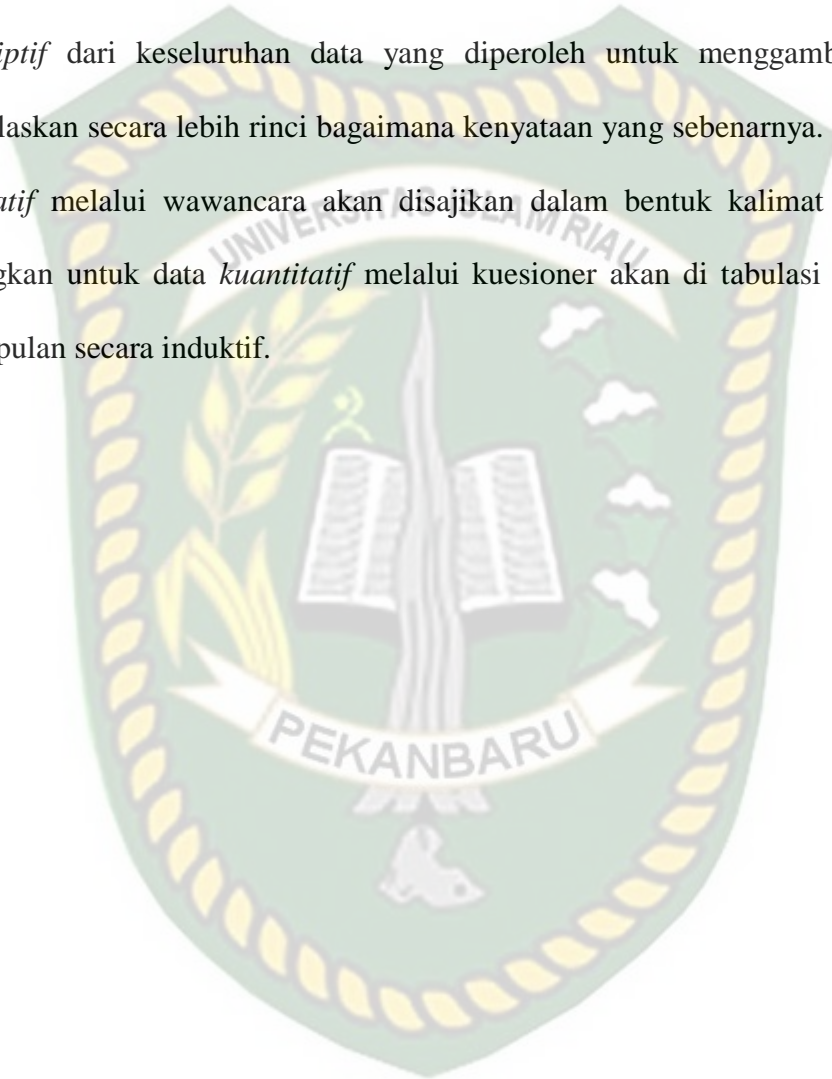 iptif dari keseluruhan data yang diperoleh untuk menggamb
laskan secara lebih rinci bagaimana kenyataan yang sebenarnya.
atif melalui wawancara akan disajikan dalam bentuk kalimat
gkan untuk data kuantitatif melalui kuesioner akan di tabulasi
pulan secara induktif.
UNIVERSITAS ISLAM RIAU
PEKANBARU